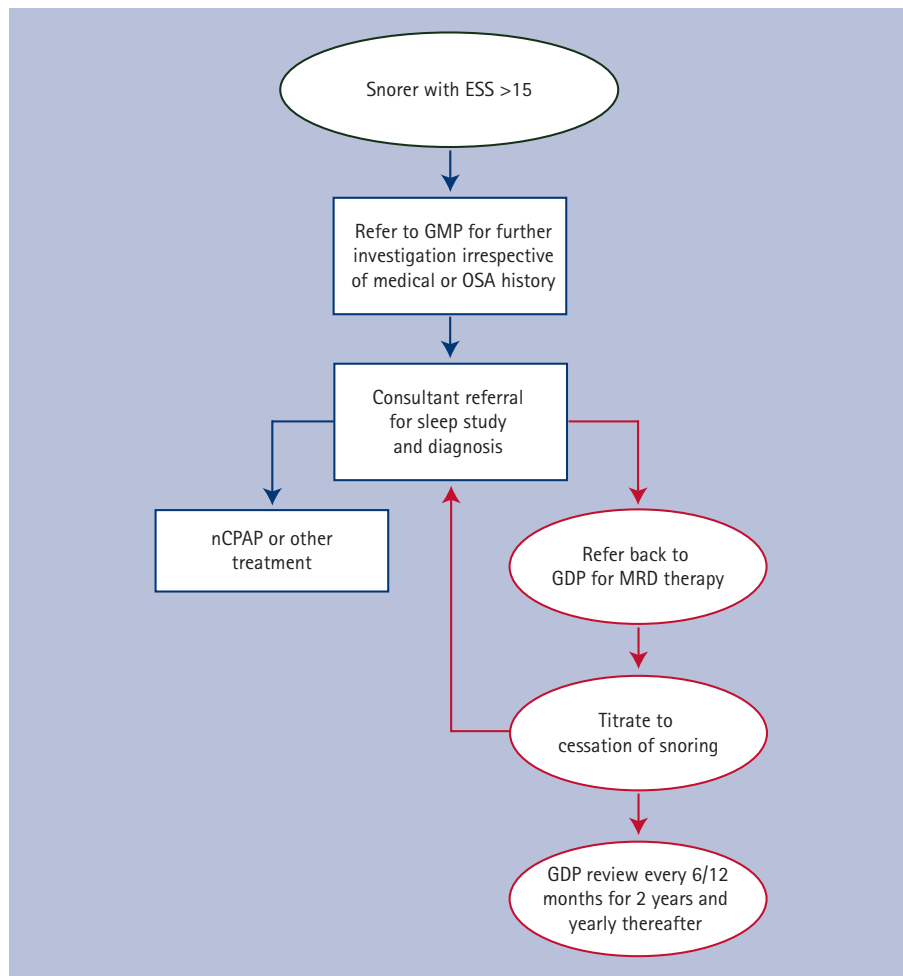 Snorer with ESS >15
Refer to GMP for further
investigation irrespective
of medical or OSA history
Consultant referral
for sleep study
and diagnosis
nCPAP or other
treatment
Refer back to
GDP for MRD therapy
Titrate to
cessation of snoring
GDP review every 6/12
months for 2 years and
yearly thereafter